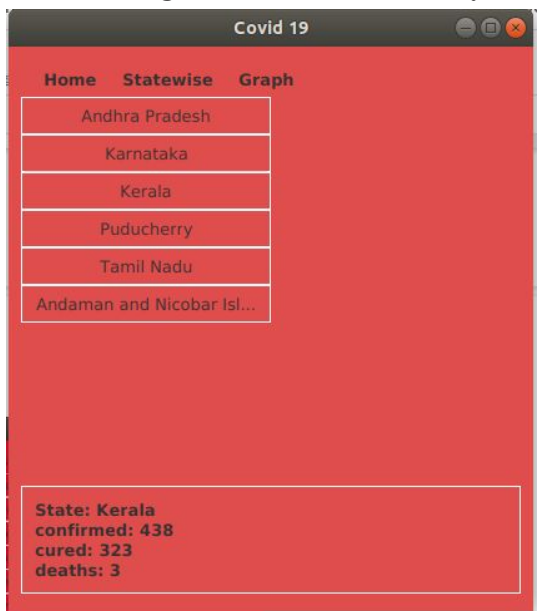 Covid 19
Home Statewise Graph
Andhra Pradesh
Karnataka
Kerala
Puducherry
Tamil Nadu
Andaman and Nicobar Isl...
State: Kerala
confirmed: 438
cured: 323
deaths: 3